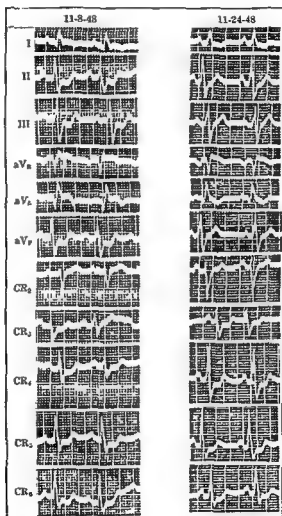 11-8-48
11-24-48
I
II
III
aVR
aVL
aVF
CR2
CR3
CR4
CR5
CR6